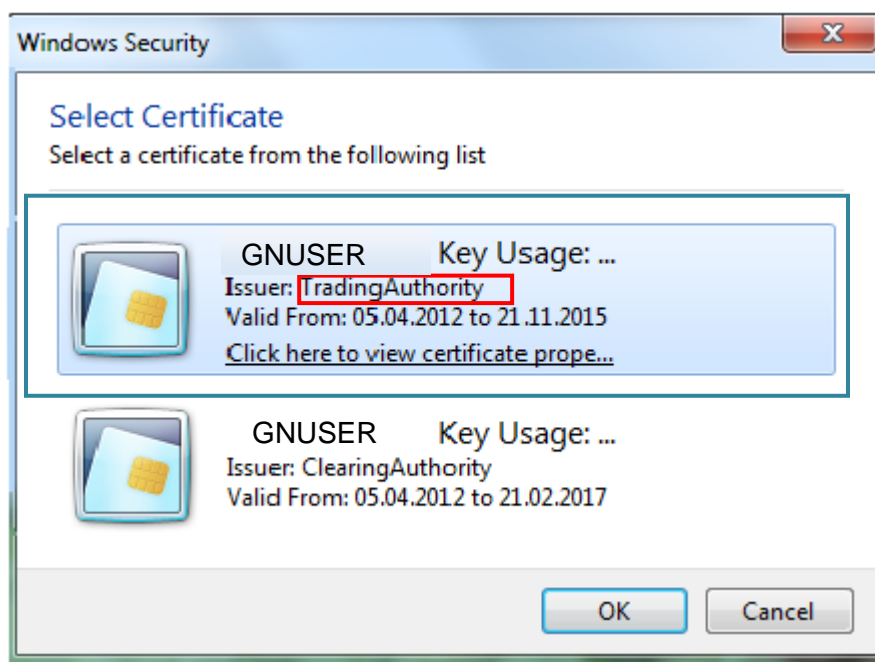 Windows Security
Select Certificate
Select a certificate from the following list
GNUSER Key Usage: ...
Issuer: TradingAuthority
Valid From: 05.04.2012 to 21.11.2015
Click here to view certificate prope...
GNUSER Key Usage: ...
Issuer: ClearingAuthority
Valid From: 05.04.2012 to 21.02.2017
OK Cancel